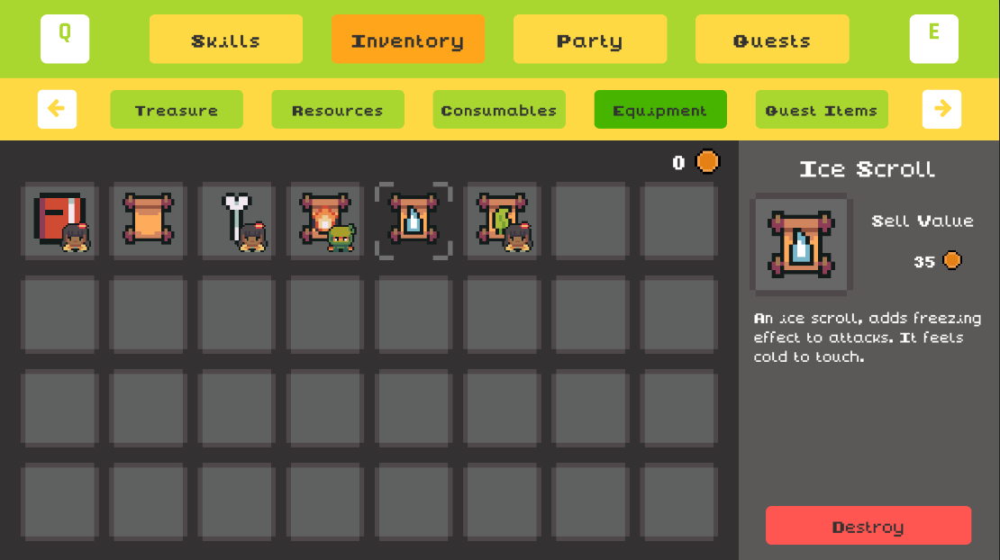 Q
Skills
Inventory
Party
Quests
E
Treasure
Resources
Consumables
Equipment
Quest Items
0
Ice Scroll
Sell Value
35
An ice scroll, adds freezing
effect to attacks. It feels
cold to touch.
Destroy